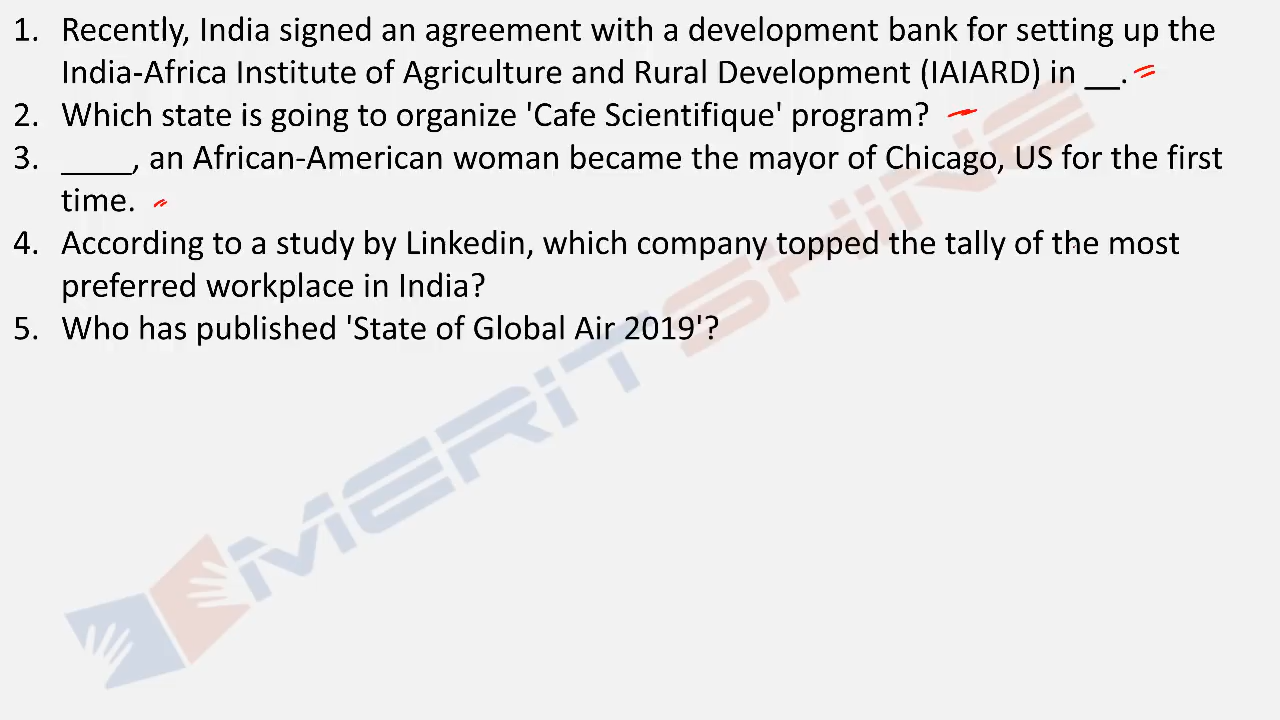 1. Recently, India signed an agreement with a development bank for setting up the
India-Africa Institute of Agriculture and Rural Development (IAIARD) in __.
2. Which state is going to organize 'Cafe Scientifique' program?
3. ____, an African-American woman became the mayor of Chicago, US for the first
time.
4. According to a study by Linkedin, which company topped the tally of the most
preferred workplace in India?
5. Who has published 'State of Global Air 2019'?
MERiT SHiNE